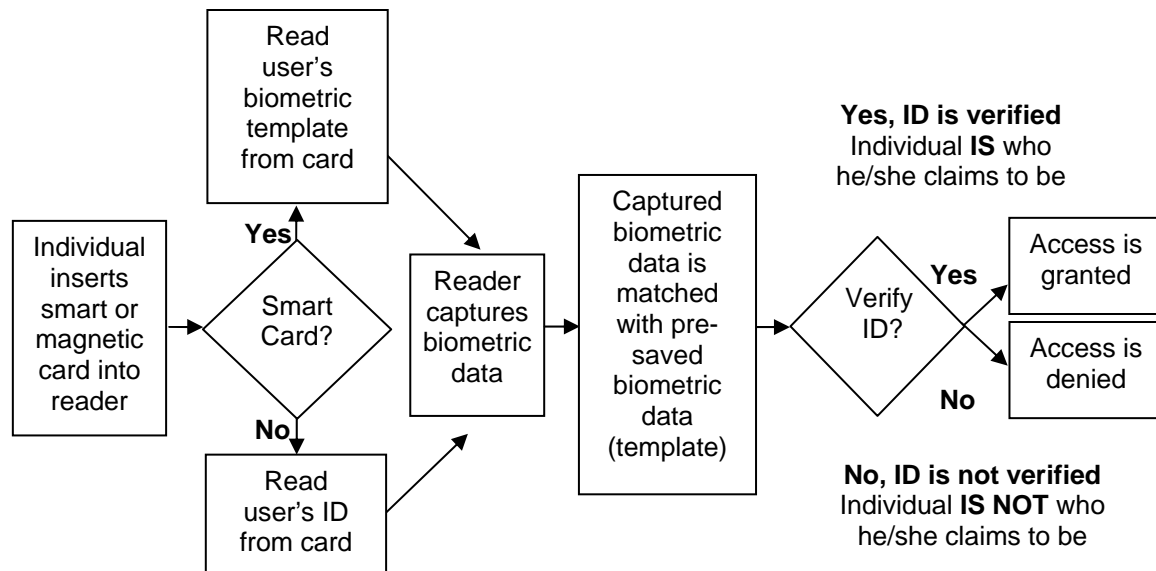 Individual
inserts
smart or
magnetic
card into
reader
Smart
Card?
Yes
Read
user's
biometric
template
from card
No
Read
user's ID
from card
Reader
captures
biometric
data
Captured
biometric
data is
matched
with pre-
saved
biometric
data
(template)
Verify
ID?
Yes, ID is verified
Individual IS who
he/she claims to be
Yes
Access is
granted
No
Access is
denied
No, ID is not verified
Individual IS NOT who
he/she claims to be